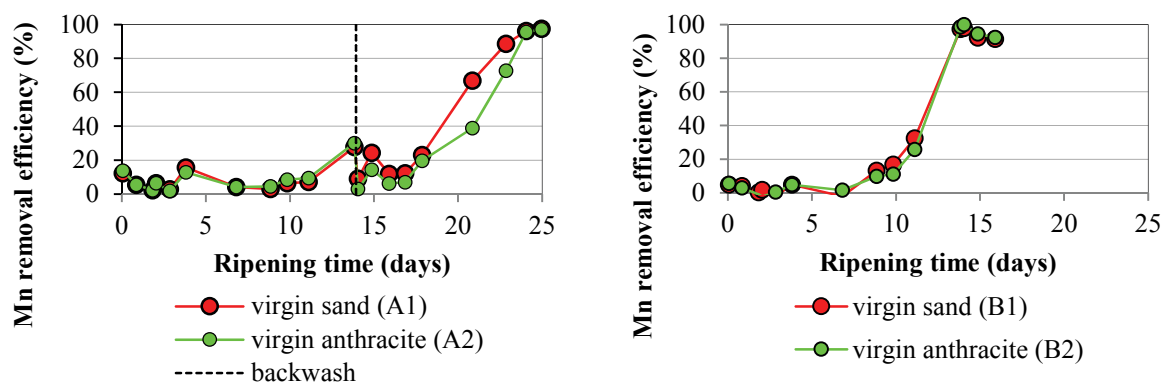 Mn removal efficiency (%)
100
80
60
40
20
0
0 5 10 15 20 25
Ripening time (days)
virgin sand (A1)
virgin anthracite (A2)
backwash
Mn removal efficiency (%)
100
80
60
40
20
0
0 5 10 15 20 25
Ripening time (days)
virgin sand (B1)
virgin anthracite (B2)